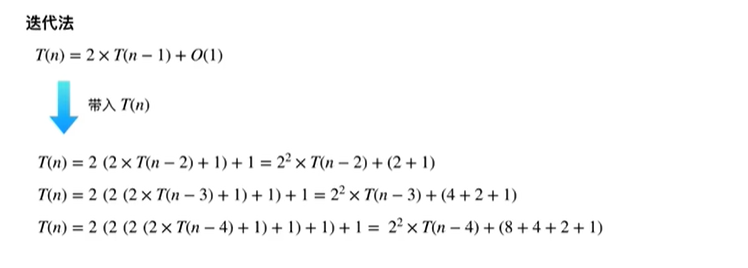 迭代法
T(n) = 2 × T(n − 1) + O(1)
带入 T(n)
T(n) = 2 (2 × T(n − 2) + 1) + 1 = 2² × T(n − 2) + (2 + 1)
T(n) = 2 (2 (2 × T(n − 3) + 1) + 1) + 1 = 2² × T(n − 3) + (4 + 2 + 1)
T(n) = 2 (2 (2 (2 × T(n − 4) + 1) + 1) + 1) + 1 = 2² × T(n − 4) + (8 + 4 + 2 + 1)